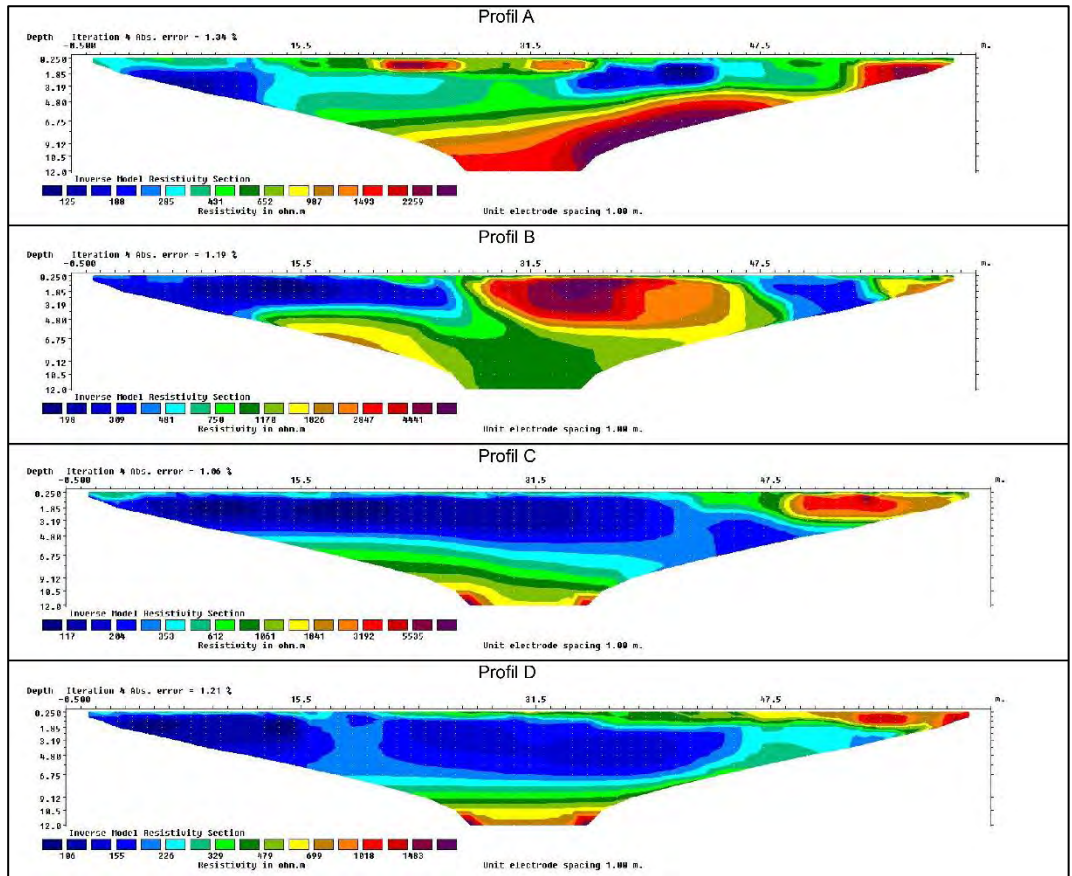 Profil A
Depth Iteration 4 Abs. error = 1.34 %
-0.500 15.5 31.5 47.5 m.
0.250
1.05
3.19
4.80
6.75
9.12
10.5
12.0
Inverse Model Resistivity Section
125 188 285 431 652 987 1493 2259
Resistivity in ohm.m Unit electrode spacing 1.00 m.
Profil B
Depth Iteration 4 Abs. error = 1.19 %
-0.500 15.5 31.5 47.5 m.
0.250
1.05
3.19
4.80
6.75
9.12
10.5
12.0
Inverse Model Resistivity Section
198 309 481 750 1170 1826 2847 4441
Resistivity in ohm.m Unit electrode spacing 1.00 m.
Profil C
Depth Iteration 4 Abs. error = 1.06 %
-0.500 15.5 31.5 47.5 m.
0.250
1.05
3.19
4.80
6.75
9.12
10.5
12.0
Inverse Model Resistivity Section
117 204 353 612 1061 1841 3192 5535
Resistivity in ohm.m Unit electrode spacing 1.00 m.
Profil D
Depth Iteration 4 Abs. error = 1.21 %
-0.500 15.5 31.5 47.5 m.
0.250
1.05
3.19
4.80
6.75
9.12
10.5
12.0
Inverse Model Resistivity Section
106 155 226 329 479 699 1018 1483
Resistivity in ohm.m Unit electrode spacing 1.00 m.